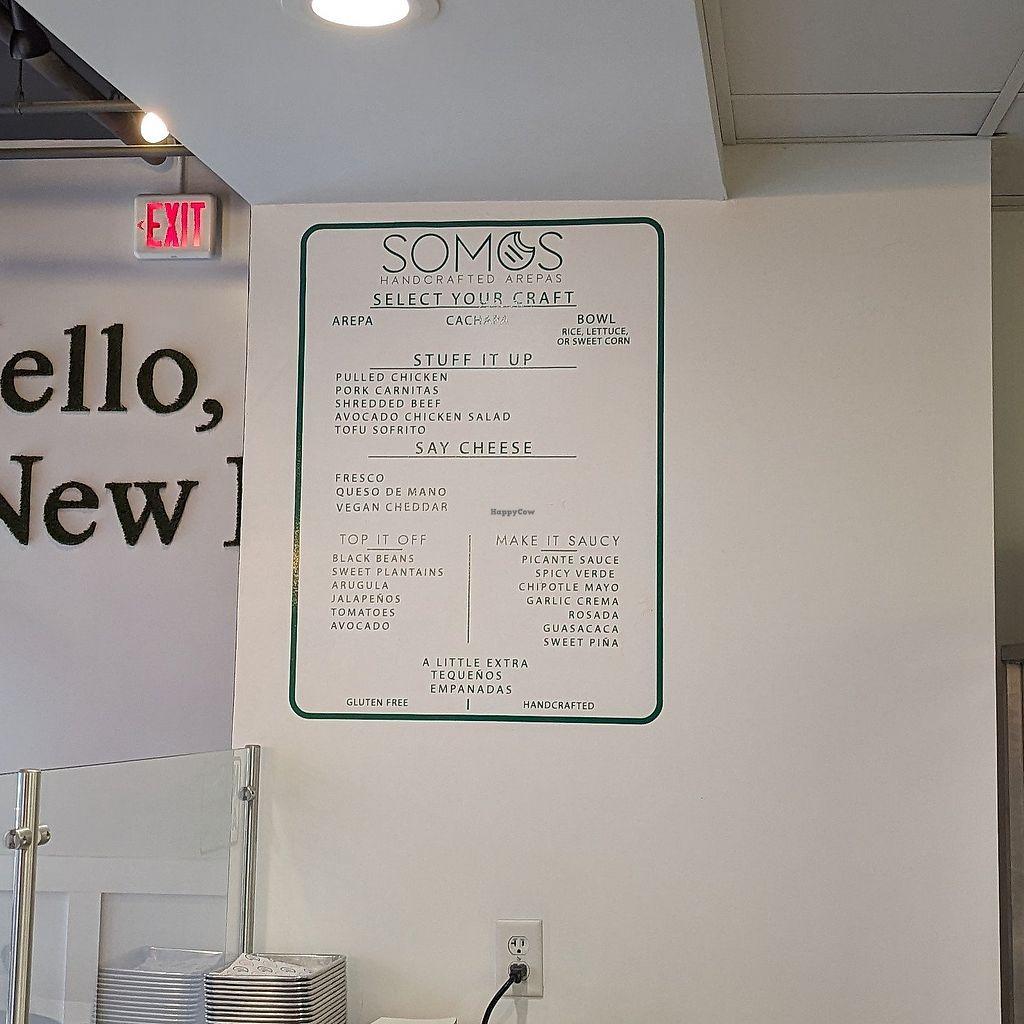 EXIT
ello,
New
SOMOS
HANDCRAFTED AREPAS
SELECT YOUR CRAFT
AREPA CACHAPA BOWL
RICE, LETTUCE,
OR SWEET CORN
STUFF IT UP
PULLED CHICKEN
PORK CARNITAS
SHREDDED BEEF
AVOCADO CHICKEN SALAD
TOFU SOFRITO
SAY CHEESE
FRESCO
QUESO DE MANO
VEGAN CHEDDAR
HappyCow
TOP IT OFF
BLACK BEANS
SWEET PLANTAINS
ARUGULA
JALAPEÑOS
TOMATOES
AVOCADO
MAKE IT SAUCY
PICANTE SAUCE
SPICY VERDE
CHIPOTLE MAYO
GARLIC CREMA
ROSADA
GUASACACA
SWEET PIÑA
A LITTLE EXTRA
TEQUEÑOS
EMPANADAS
GLUTEN FREE | HANDCRAFTED